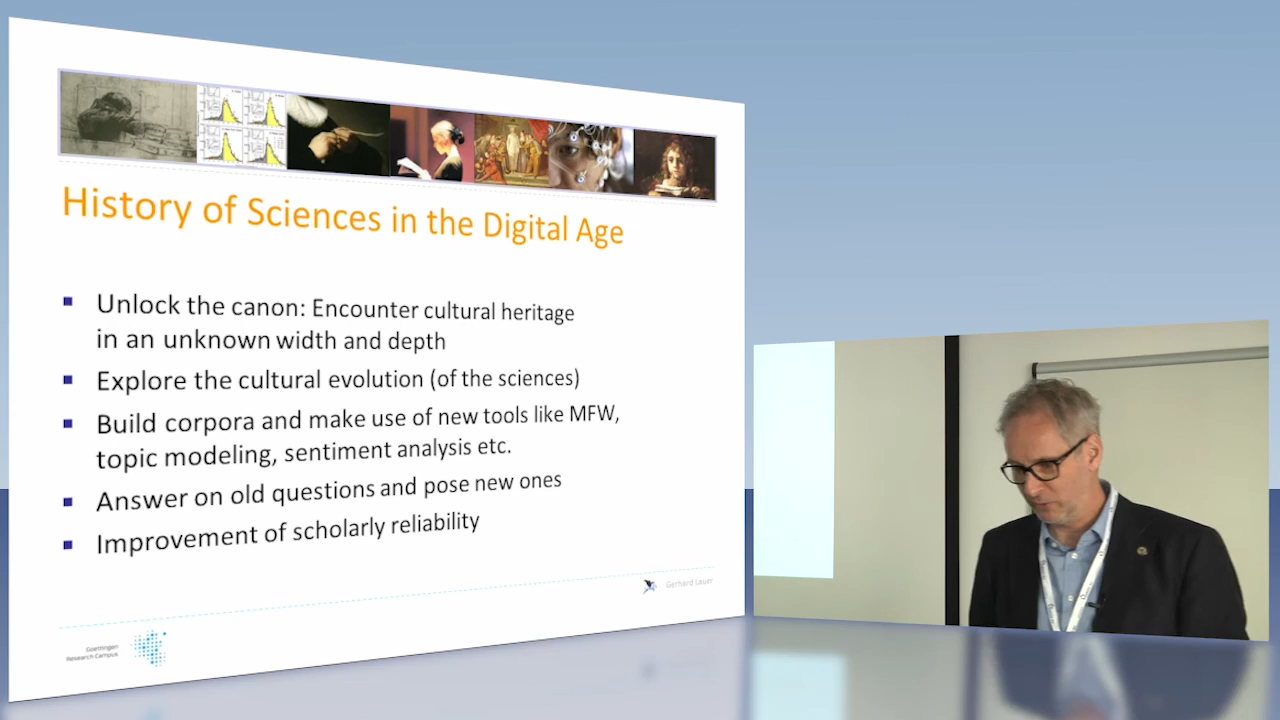 History of Sciences in the Digital Age
Unlock the canon: Encounter cultural heritage
in an unknown width and depth
Explore the cultural evolution (of the sciences)
Build corpora and make use of new tools like MFW,
topic modeling, sentiment analysis etc.
Answer on old questions and pose new ones
Improvement of scholarly reliability
Gerhard Lauer
Goettingen
Research Campus